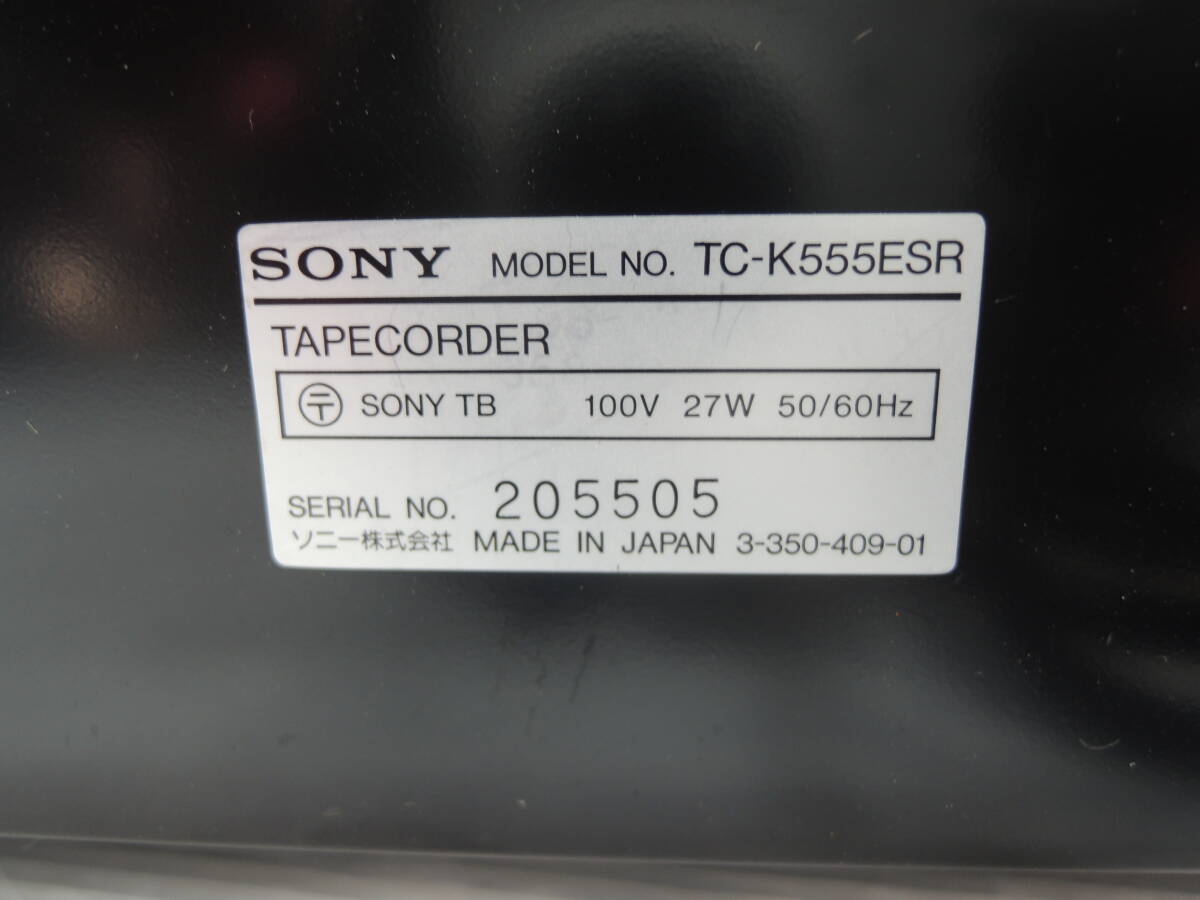 SONY MODEL NO. TC-K555ESR
TAPECORDER
〶 SONY TB 100V 27W 50/60Hz
SERIAL NO. 205505
ソニー株式会社 MADE IN JAPAN 3-350-409-01